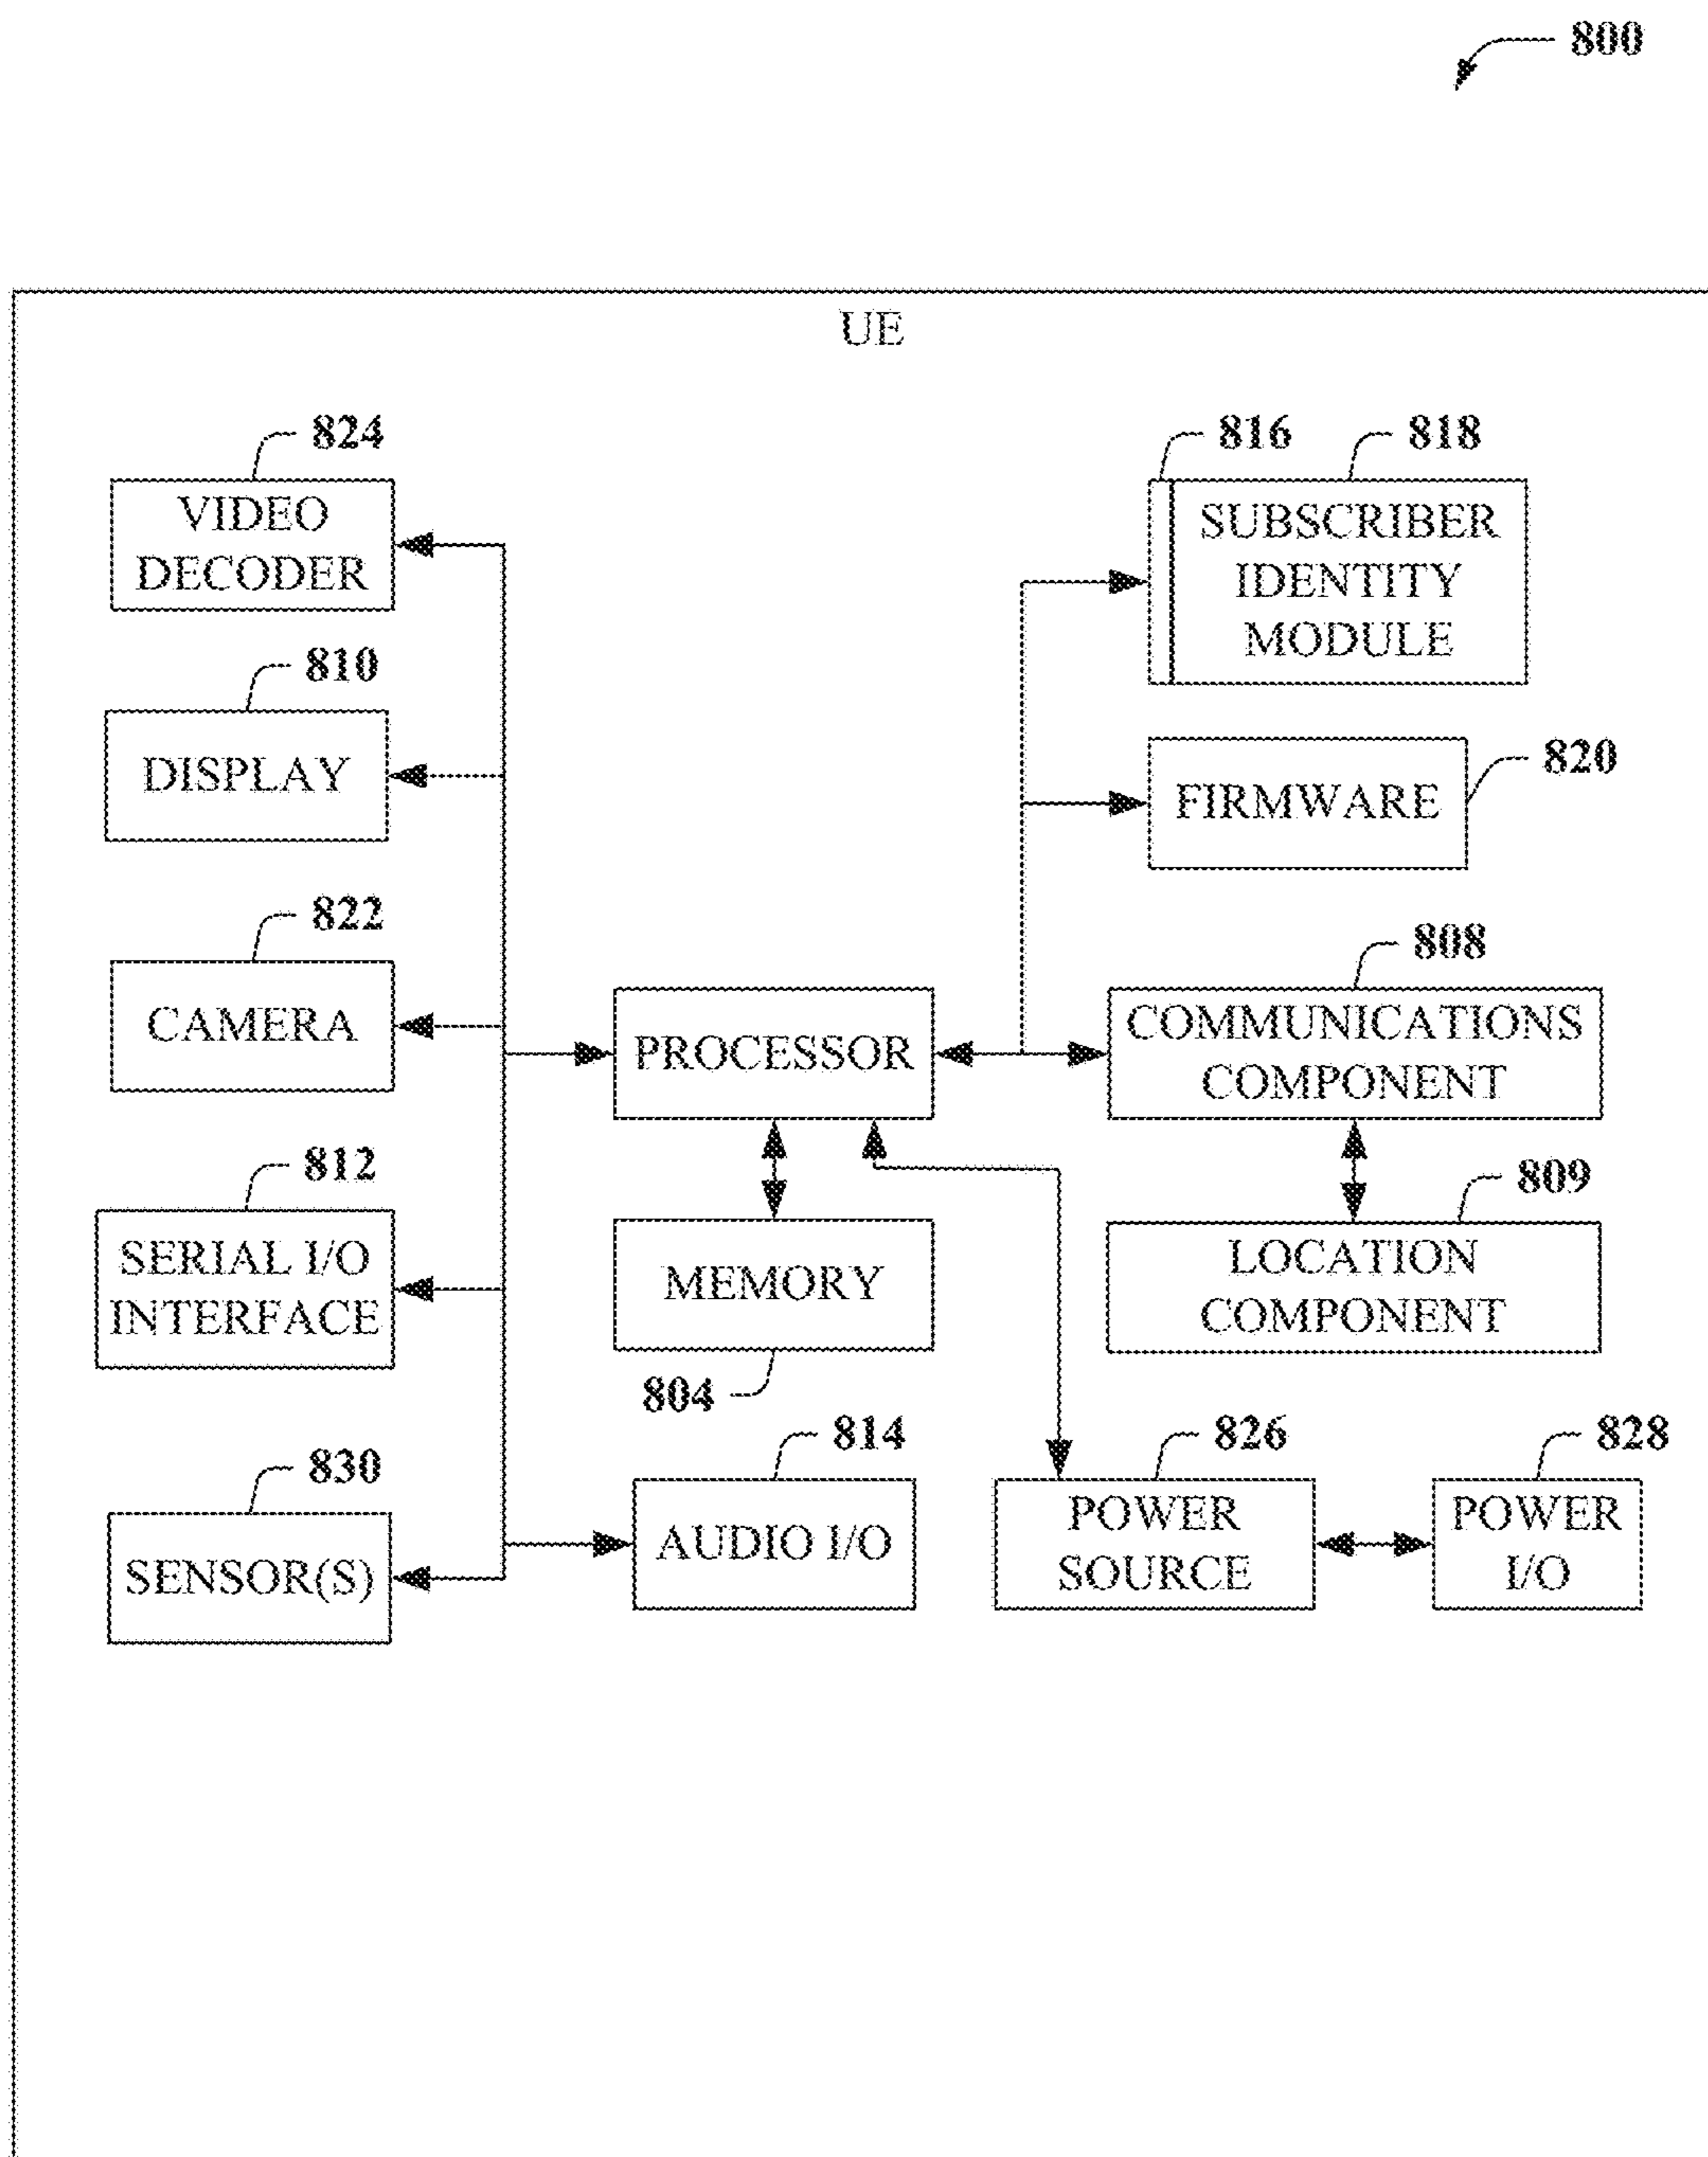 800
UE
824
VIDEO
DECODER
816
818
SUBSCRIBER
IDENTITY
MODULE
810
DISPLAY
820
FIRMWARE
822
CAMERA
808
COMMUNICATIONS
COMPONENT
PROCESSOR
812
SERIAL I/O
INTERFACE
809
LOCATION
COMPONENT
MEMORY
804
830
SENSOR(S)
814
AUDIO I/O
826
POWER
SOURCE
828
POWER
I/O